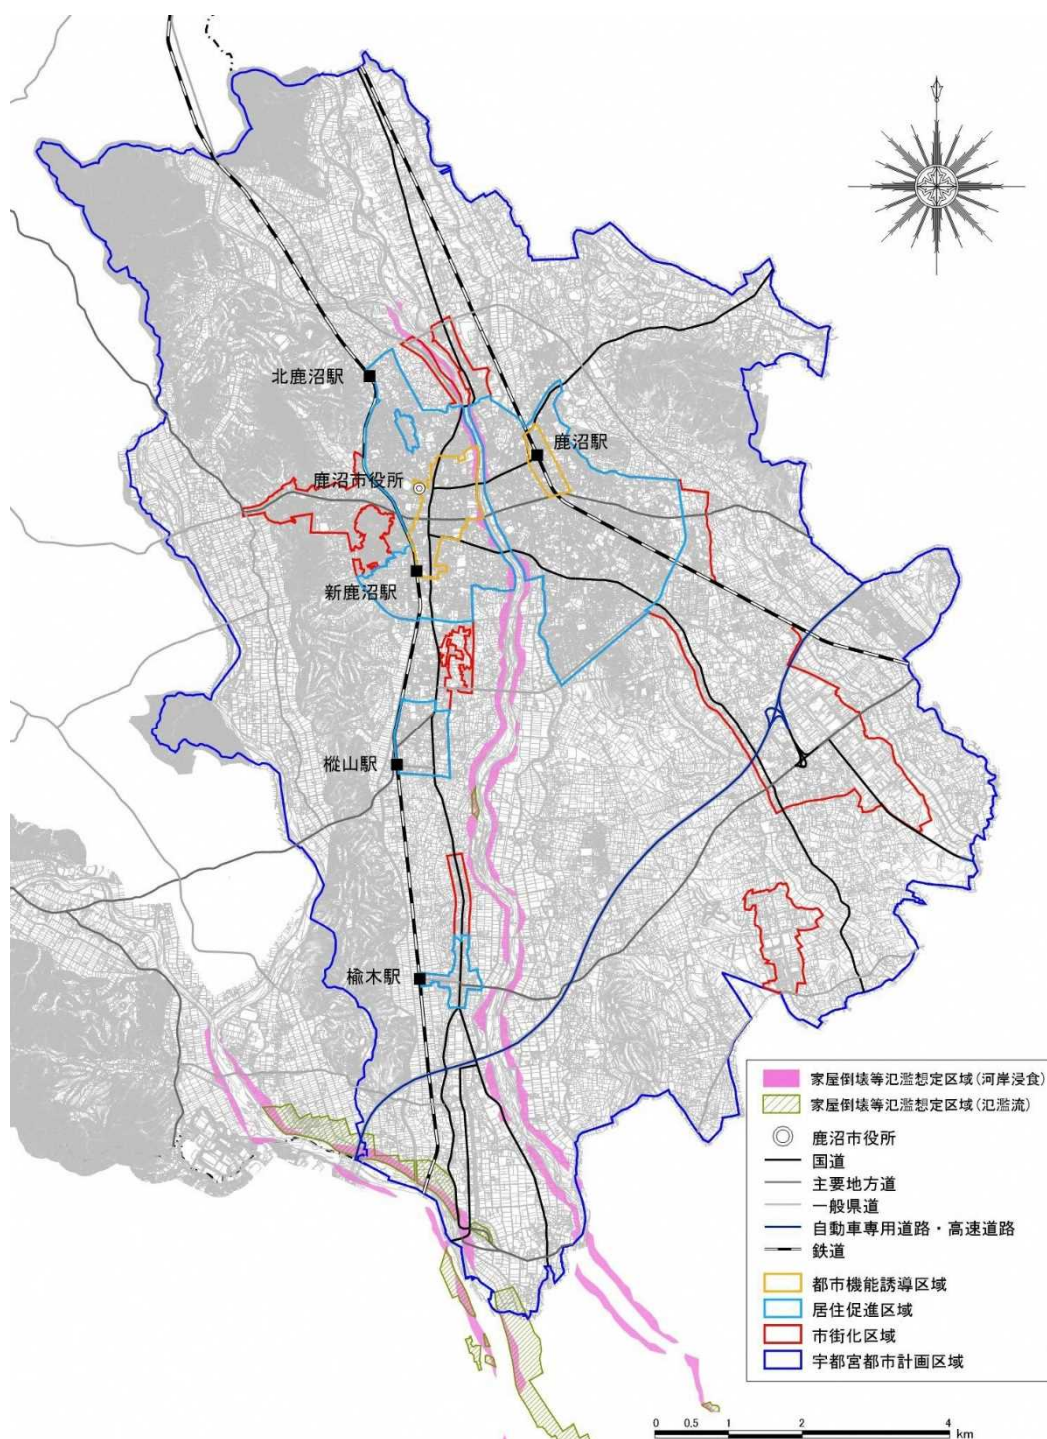 北鹿沼駅
鹿沼駅
鹿沼市役所
新鹿沼駅
樅山駅
楡木駅
家屋倒壊等氾濫想定区域(河岸浸食)
家屋倒壊等氾濫想定区域(氾濫流)
鹿沼市役所
国道
主要地方道
一般県道
自動車専用道路・高速道路
鉄道
都市機能誘導区域
居住促進区域
市街化区域
宇都宮都市計画区域
0 0.5 1 2 4
km